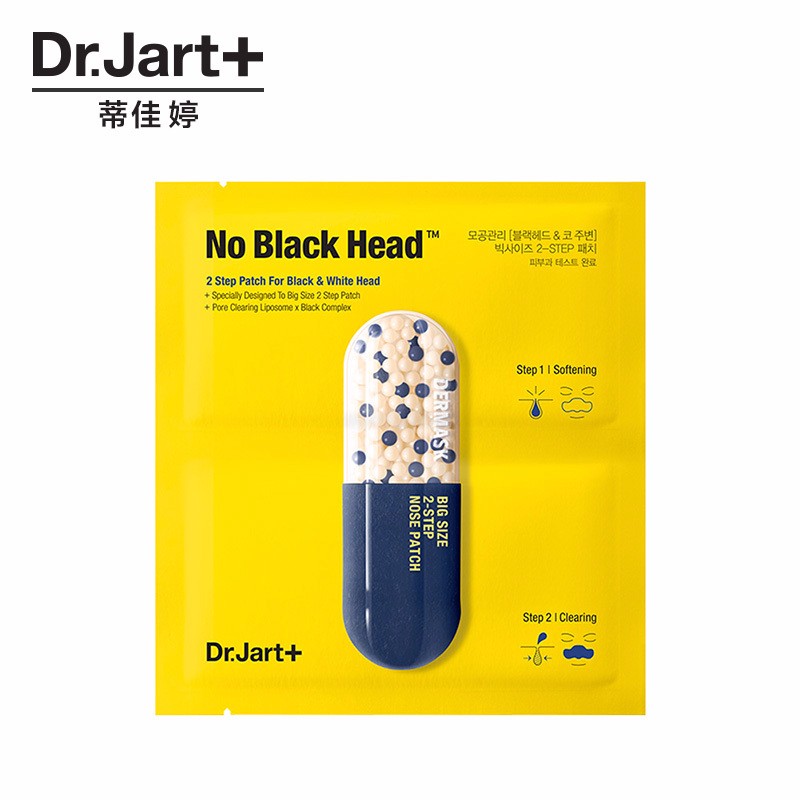 Dr.Jart+
蒂佳婷
No Black Head™
2 Step Patch For Black & White Head
+ Specially Designed To Big Size 2 Step Patch
+ Pore Clearing Liposome x Black Complex
모공관리 [블랙헤드 & 코 주변]
빅사이즈 2-STEP 패치
피부과 테스트 완료
Step 1 | Softening
DERMASK
BIG SIZE
2-STEP
NOSE PATCH
Step 2 | Clearing
Dr.Jart+